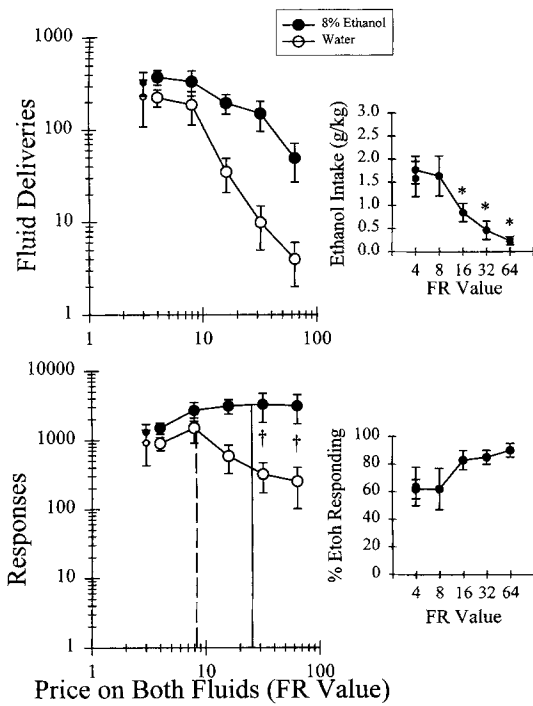 8% Ethanol
Water
1000
100
10
1
1 10 100
Fluid Deliveries
3.0
2.5
2.0
1.5
1.0
0.5
0.0
* * *
4 8 16 32 64
FR Value
Ethanol Intake (g/kg)
10000
1000
100
10
1
† †
1 10 100
Responses
Price on Both Fluids (FR Value)
100
80
60
40
20
0
4 8 16 32 64
FR Value
% Etoh Responding